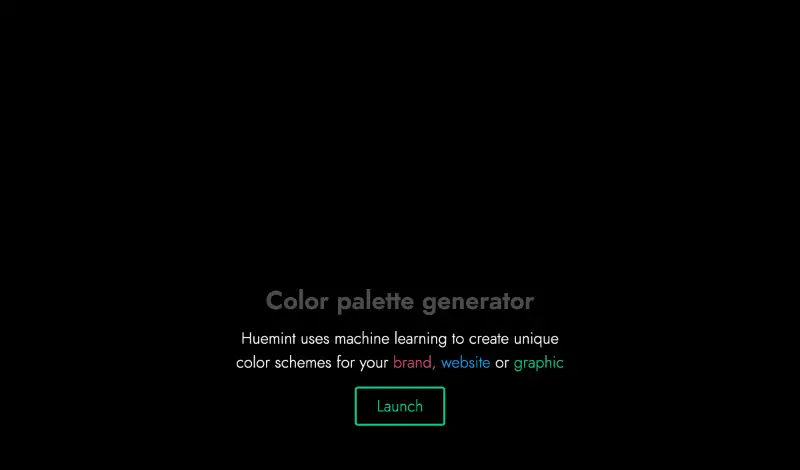 Color palette generator
Huemint uses machine learning to create unique
color schemes for your brand, website or graphic
Launch